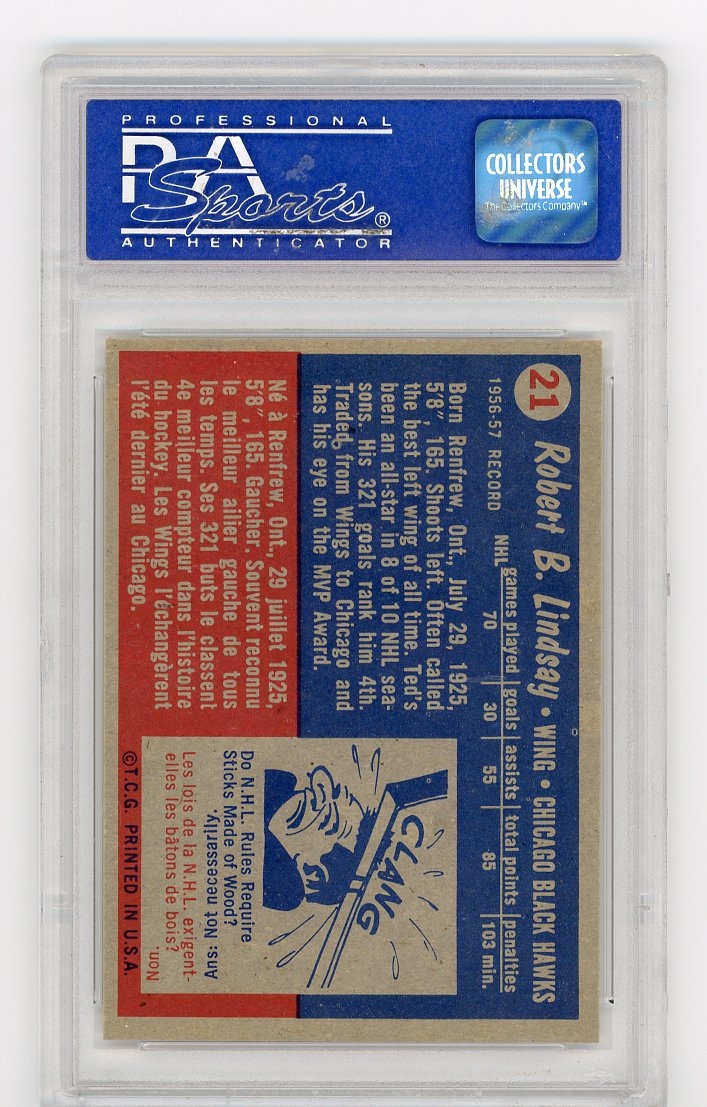 PROFESSIONAL
PSA
Sports®
AUTHENTICATOR
COLLECTORS
UNIVERSE
The Collectors Company™
21 Robert B. Lindsay • WING • CHICAGO BLACK HAWKS
1956-57 RECORD games played goals assists total points penalties
NHL 70 30 55 85 103 min.
Born Renfrew, Ont., July 29, 1925,
5'8", 165. Shoots left. Often called
the best left wing of all time. Ted's
been an all-star in 8 of 10 NHL sea-
sons. His 321 goals rank him 4th.
Traded from Wings to Chicago and
has his eye on the MVP Award.
Né à Renfrew, Ont., 29 juillet 1925.
5'8", 165. Gaucher. Souvent reconnu
le meilleur ailier gauche de tous
les temps. Ses 321 buts le classent
4e meilleur compteur dans l'histoire
du hockey. Les Wings l'échangèrent
l'été dernier au Chicago.
CLANG
Do N.H.L. Rules Require
Sticks Made of Wood?
Ans: Not necessarily.
Les lois de la N.H.L. exigent-
elles les bâtons de bois?
Non.
©T.C.G. PRINTED IN U.S.A.